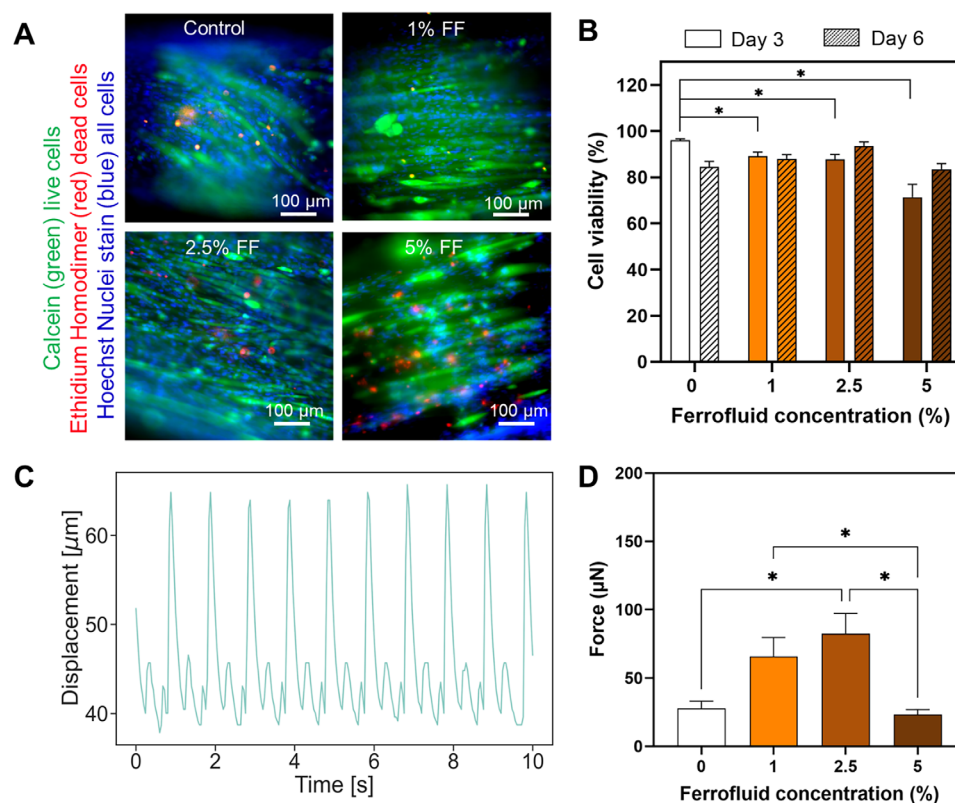 A
Calcein (green) live cells
Ethidium Homodimer (red) dead cells
Hoechst Nuclei stain (blue) all cells
Control
100 µm
1% FF
100 µm
2.5% FF
100 µm
5% FF
100 µm
B
Day 3
Day 6
Cell viability (%)
120
100
80
60
40
20
0
*
*
*
0
1
2.5
5
Ferrofluid concentration (%)
C
Displacement [µm]
60
50
40
0
2
4
6
8
10
Time [s]
D
Force (µN)
200
150
100
50
0
*
*
*
0
1
2.5
5
Ferrofluid concentration (%)